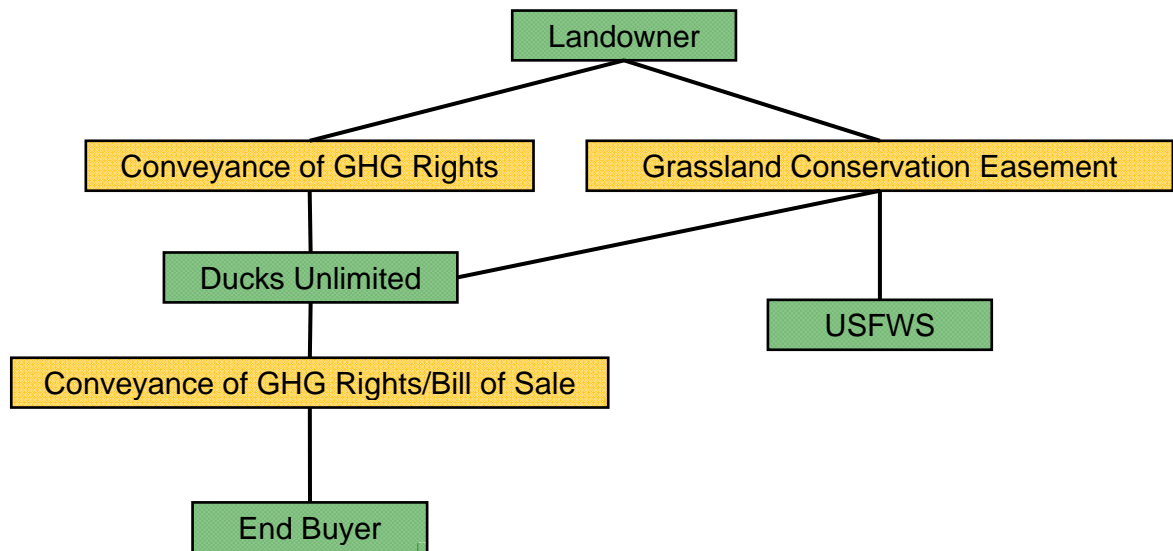 Landowner
Conveyance of GHG Rights
Grassland Conservation Easement
Ducks Unlimited
USFWS
Conveyance of GHG Rights/Bill of Sale
End Buyer